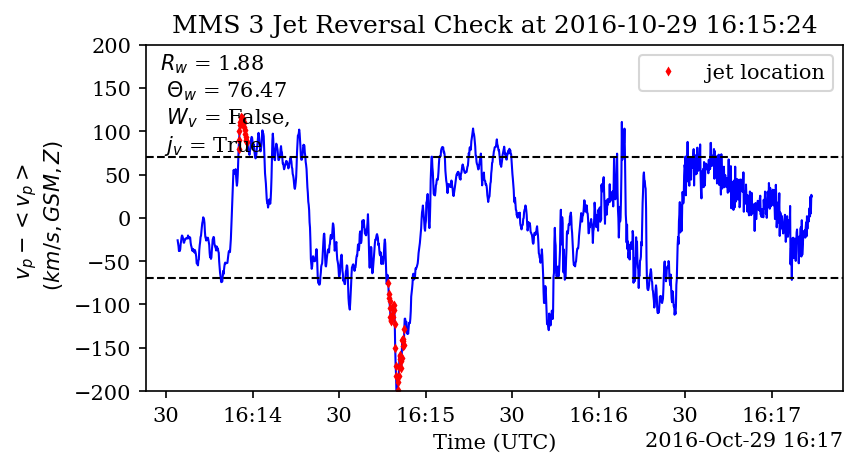 MMS 3 Jet Reversal Check at 2016-10-29 16:15:24
200
150
100
50
0
−50
−100
−150
−200
v_p − < v_p >
(km/s, GSM, Z)
R_w = 1.88
Θ_w = 76.47
W_v = False,
j_v = True
jet location
30 16:14 30 16:15 30 16:16 30 16:17
Time (UTC)
2016-Oct-29 16:17